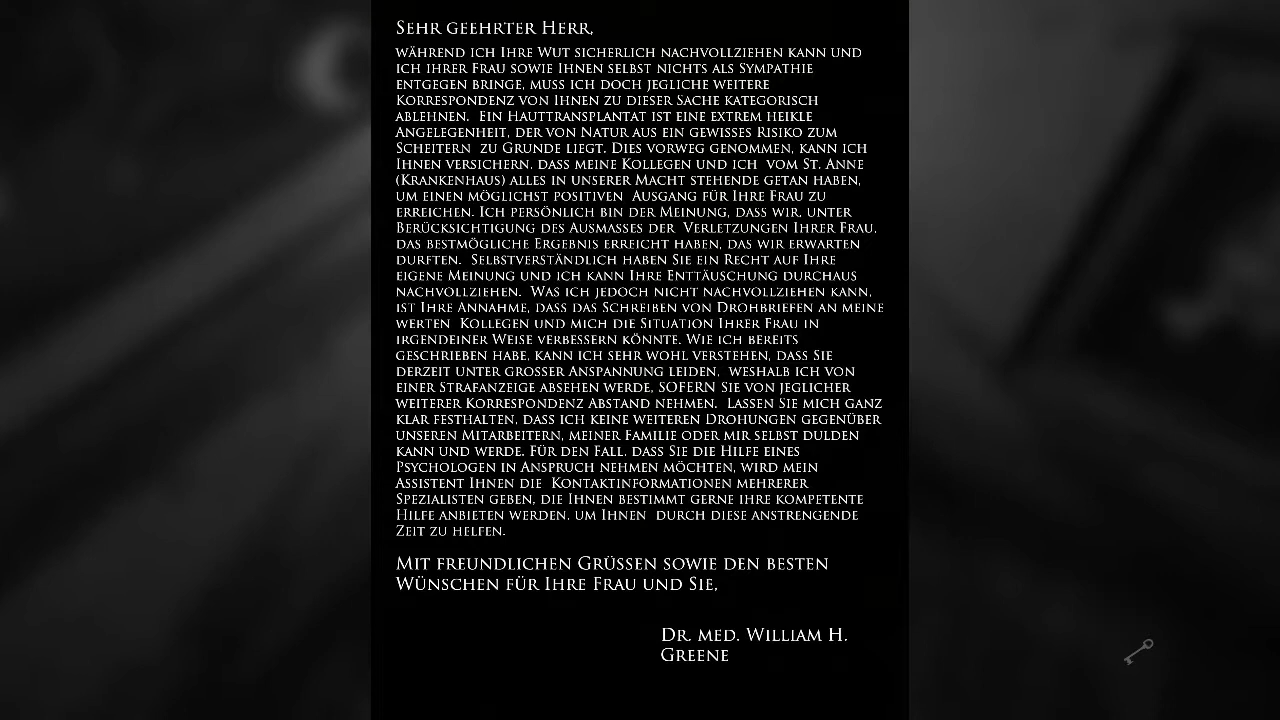 Sehr geehrter Herr,
während ich Ihre Wut sicherlich nachvollziehen kann und
ich ihrer Frau sowie Ihnen selbst nichts als Sympathie
entgegen bringe, muss ich doch jegliche weitere
Korrespondenz von Ihnen zu dieser Sache kategorisch
ablehnen. Ein Hauttransplantat ist eine extrem heikle
Angelegenheit, der von Natur aus ein gewisses Risiko zum
Scheitern zu Grunde liegt. Dies vorweg genommen, kann ich
Ihnen versichern, dass meine Kollegen und ich vom St. Anne
(Krankenhaus) alles in unserer Macht stehende getan haben,
um einen möglichst positiven Ausgang für Ihre Frau zu
erreichen. Ich persönlich bin der Meinung, dass wir, unter
Berücksichtigung des Ausmasses der Verletzungen Ihrer Frau,
das bestmögliche Ergebnis erreicht haben, das wir erwarten
durften. Selbstverständlich haben Sie ein Recht auf Ihre
eigene Meinung und ich kann Ihre Enttäuschung durchaus
nachvollziehen. Was ich jedoch nicht nachvollziehen kann,
ist Ihre Annahme, dass das Schreiben von Drohbriefen an meine
werten Kollegen und mich die Situation Ihrer Frau in
irgendeiner Weise verbessern könnte. Wie ich bereits
geschrieben habe, kann ich sehr wohl verstehen, dass Sie
derzeit unter grosser Anspannung leiden, weshalb ich von
einer Strafanzeige absehen werde, SOFERN Sie von jeglicher
weiterer Korrespondenz Abstand nehmen. Lassen Sie mich ganz
klar festhalten, dass ich keine weiteren Drohungen gegenüber
unseren Mitarbeitern, meiner Familie oder mir selbst dulden
kann und werde. Für den Fall, dass Sie die Hilfe eines
Psychologen in Anspruch nehmen möchten, wird mein
Assistent Ihnen die Kontaktinformationen mehrerer
Spezialisten geben, die Ihnen bestimmt gerne ihre kompetente
Hilfe anbieten werden, um Ihnen durch diese anstrengende
Zeit zu helfen.
Mit freundlichen Grüssen sowie den besten
Wünschen für Ihre Frau und Sie,
Dr. med. William H.
Greene